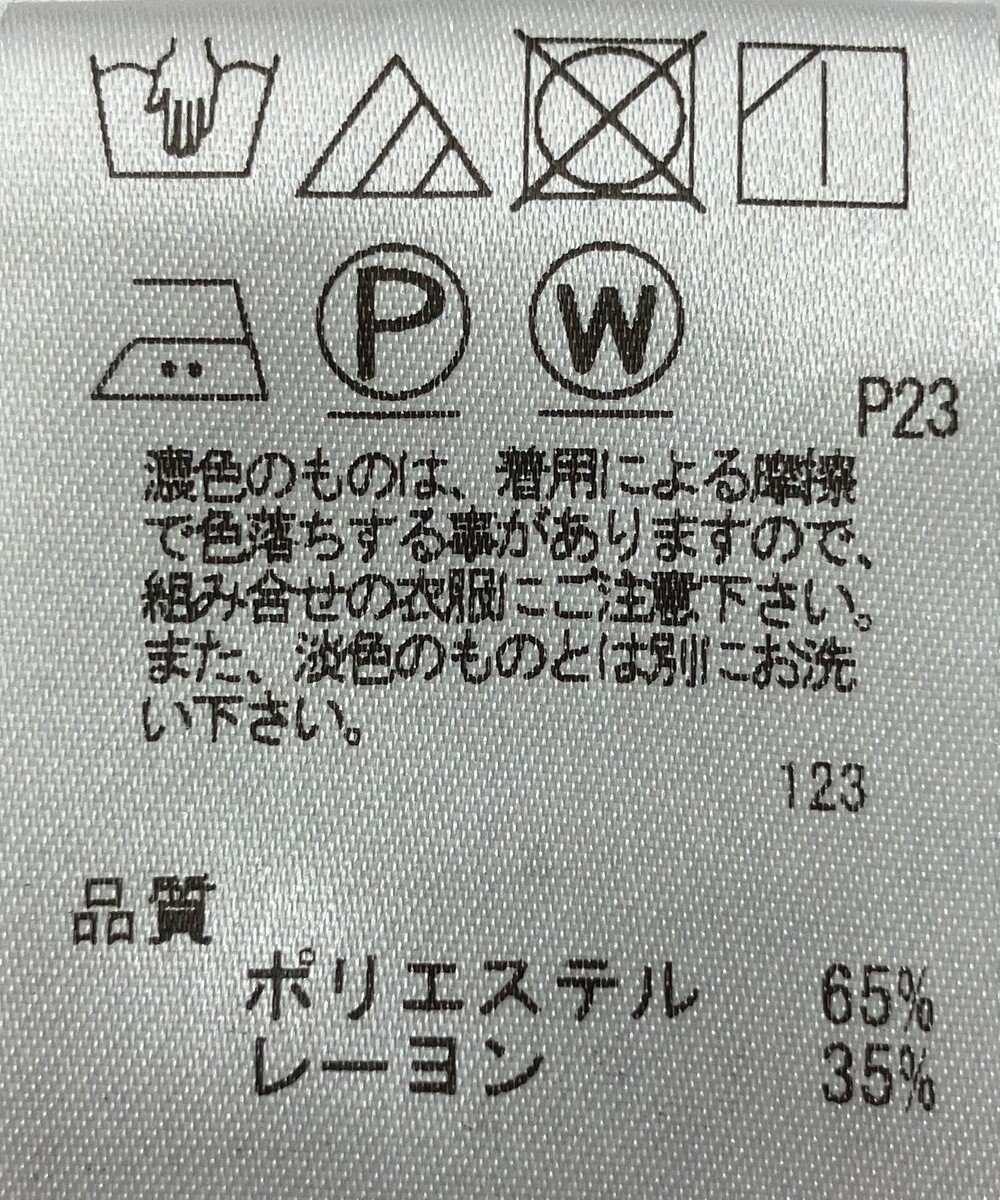 P W
P23
濃色のものは、着用による摩擦
で色落ちする事がありますので、
組み合せの衣服にご注意下さい。
また、淡色のものとは別にお洗
い下さい。
123
品質
ポリエステル 65%
レーヨン 35%